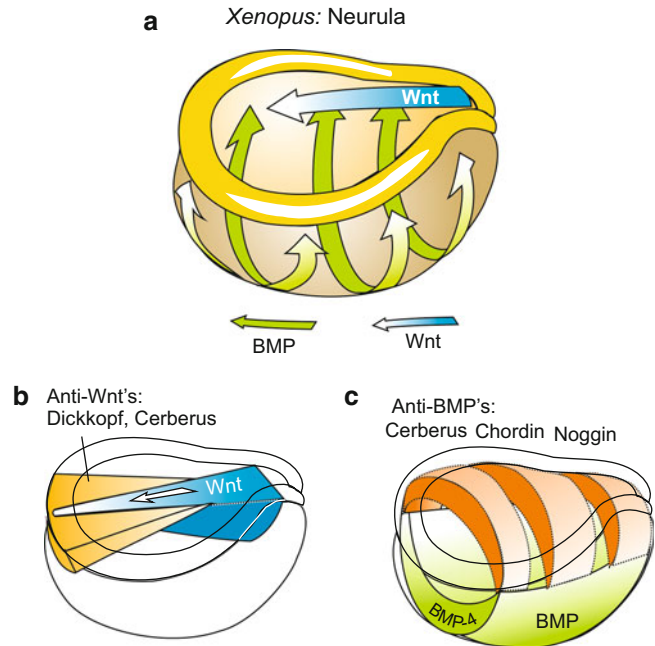 Xenopus: Neurula
a
Wnt
BMP
Wnt
b
Anti-Wnt's:
Dickkopf, Cerberus
Wnt
c
Anti-BMP's:
Cerberus Chordin Noggin
BMP-4
BMP